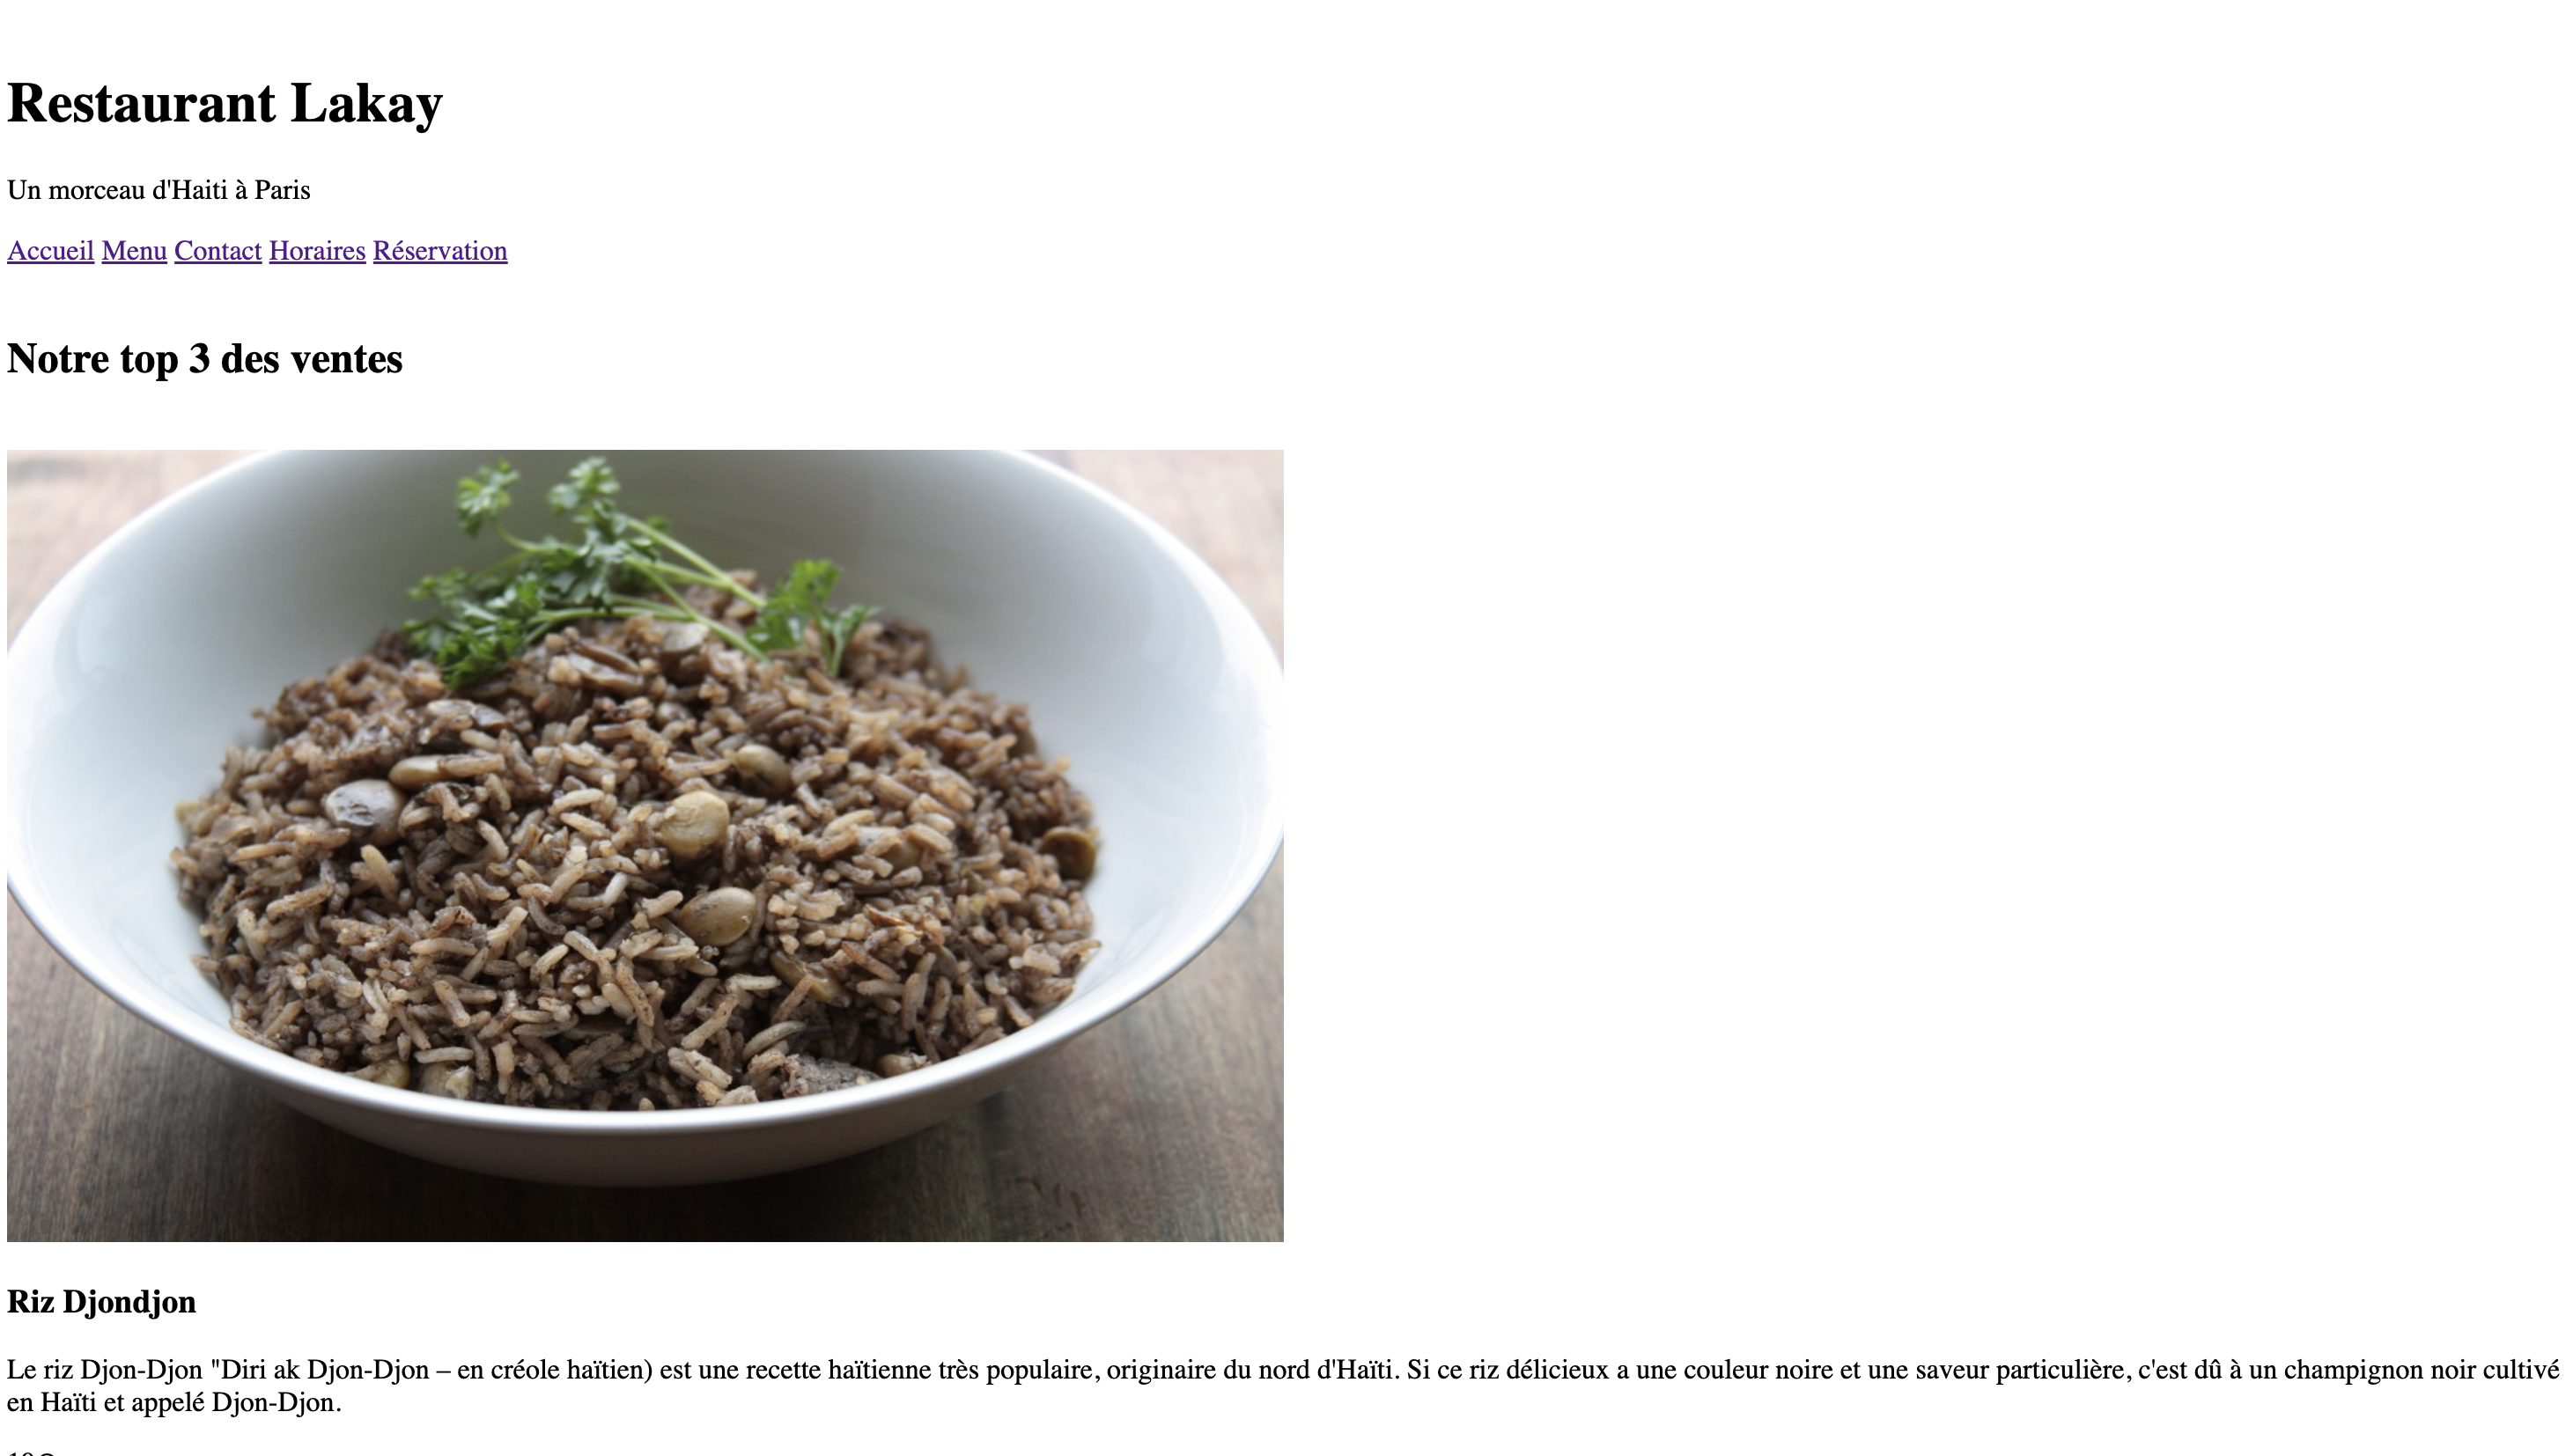 Restaurant Lakay
Un morceau d'Haiti à Paris
Accueil Menu Contact Horaires Réservation
Notre top 3 des ventes
Riz Djondjon
Le riz Djon-Djon "Diri ak Djon-Djon – en créole haïtien) est une recette haïtienne très populaire, originaire du nord d'Haïti. Si ce riz délicieux a une couleur noire et une saveur particulière, c'est dû à un champignon noir cultivé
en Haïti et appelé Djon-Djon.